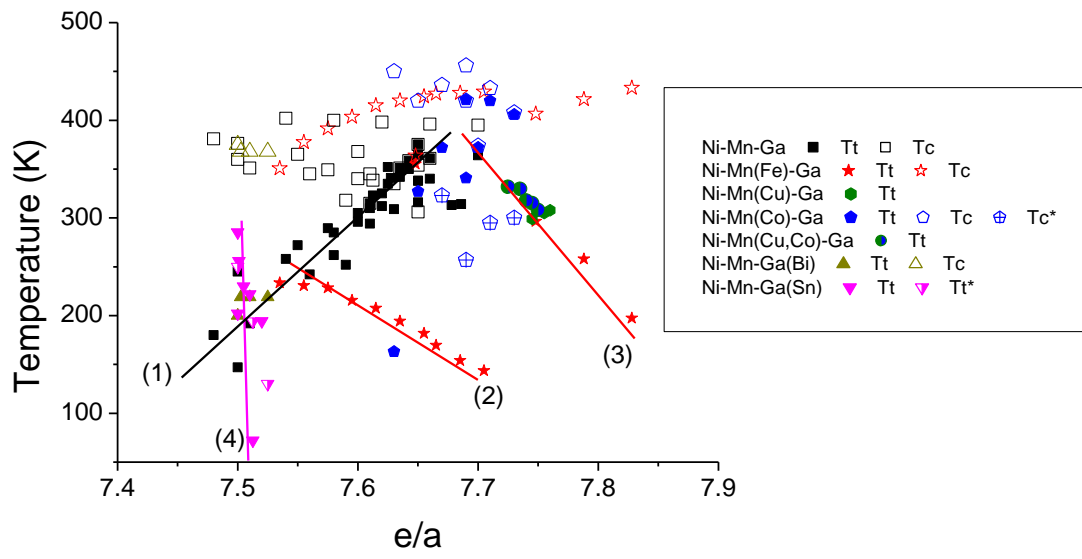 500
400
300
200
100
Temperature (K)
7.4 7.5 7.6 7.7 7.8 7.9
e/a
(1)
(2)
(3)
(4)
Ni-Mn-Ga Tt Tc
Ni-Mn(Fe)-Ga Tt Tc
Ni-Mn(Cu)-Ga Tt
Ni-Mn(Co)-Ga Tt Tc Tc*
Ni-Mn(Cu,Co)-Ga Tt
Ni-Mn-Ga(Bi) Tt Tc
Ni-Mn-Ga(Sn) Tt Tt*